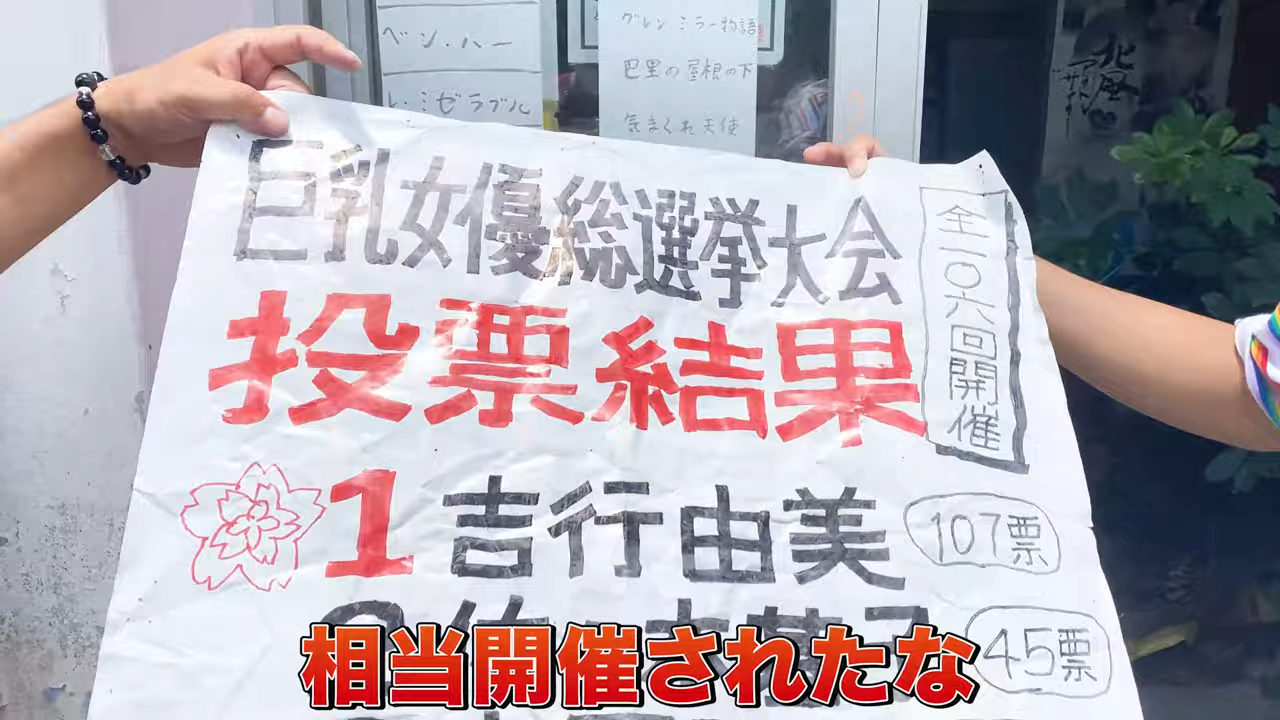 ベン・ハー
レ・ミゼラブル
グレン・ミラー物語
巴里の屋根の下
気まぐれ天使
北風
巨乳女優総選挙大会
全一〇六回開催
投票結果
1 吉行由美 107票
45票
相当開催されたな